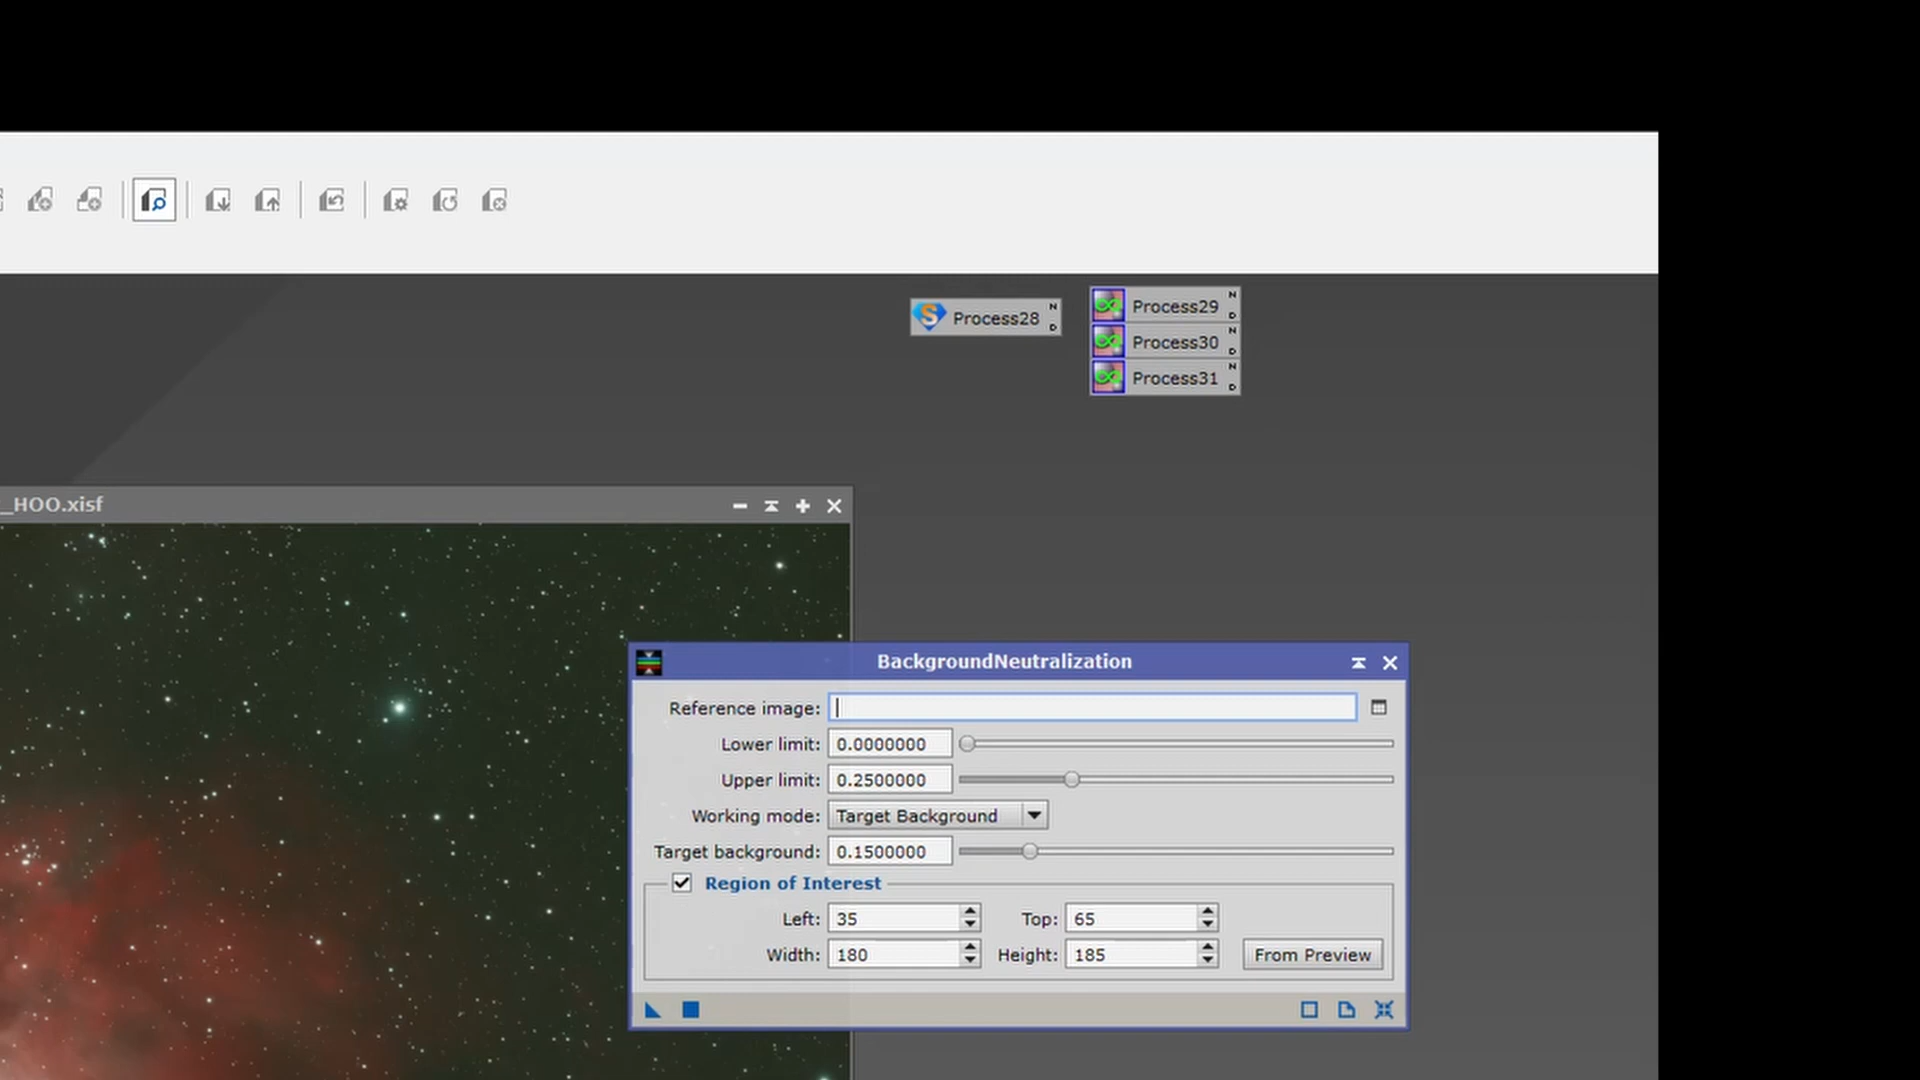 Process28
N
D
Process29
N
D
Process30
N
D
Process31
N
D
_HOO.xisf
BackgroundNeutralization
Reference image:
Lower limit: 0.0000000
Upper limit: 0.2500000
Working mode: Target Background
Target background: 0.1500000
Region of Interest
Left: 35 Top: 65
Width: 180 Height: 185 From Preview